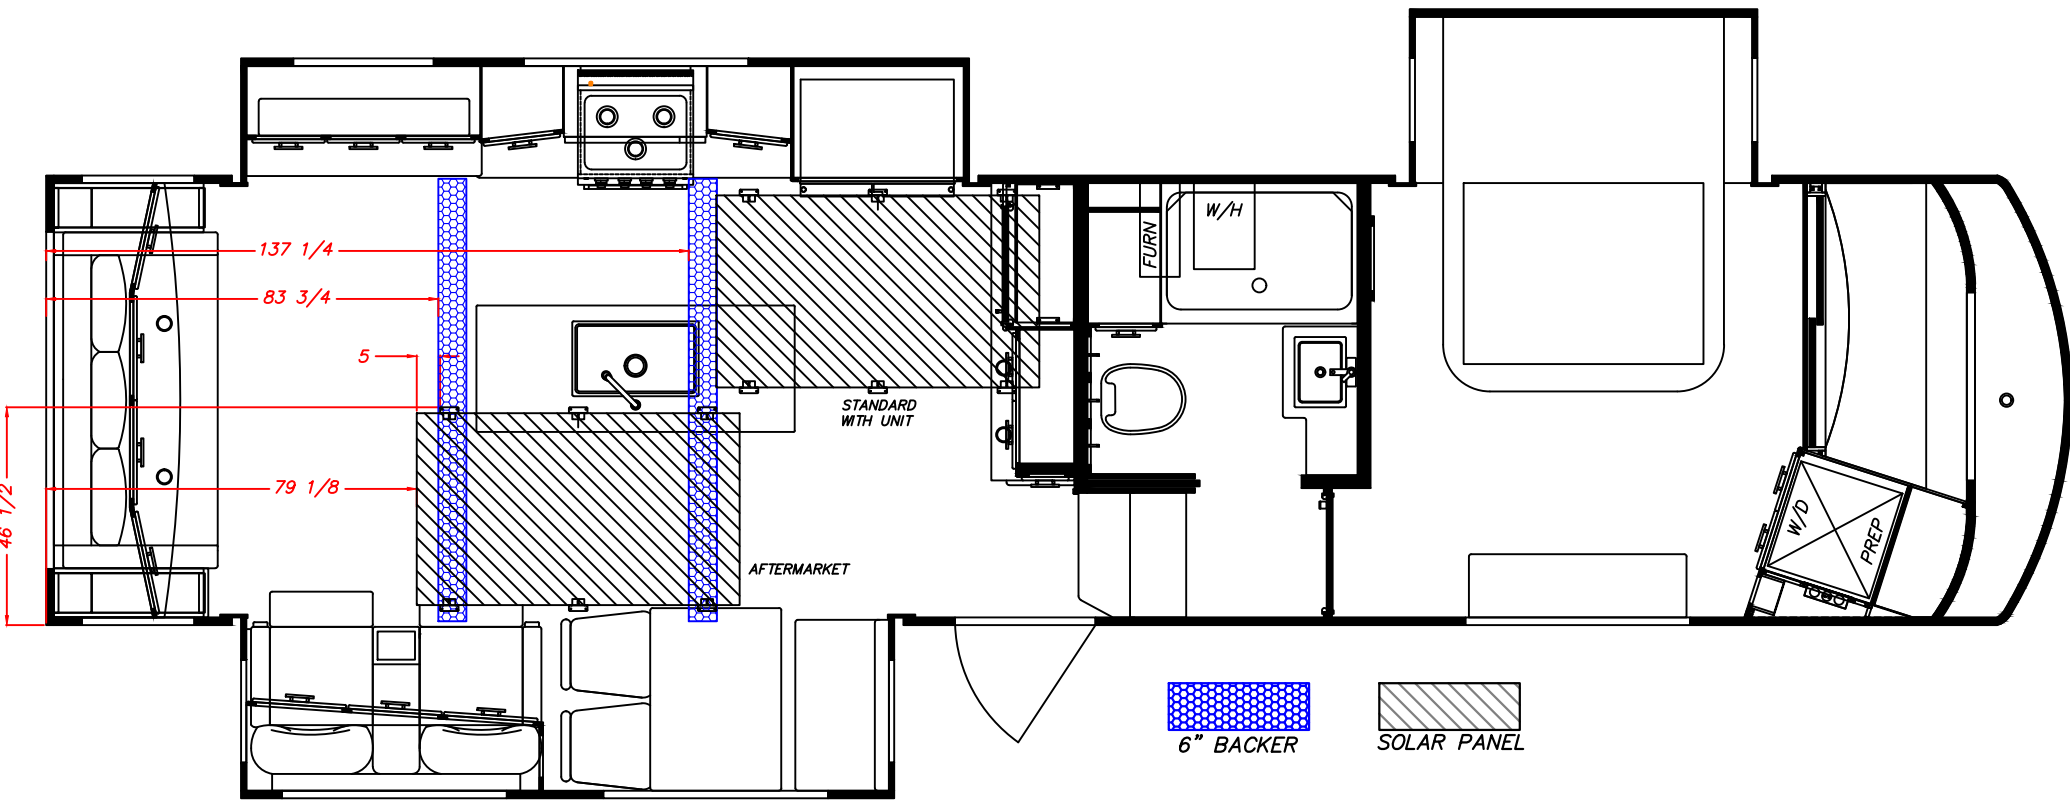 W/H
FURN
137 1/4
83 3/4
5
STANDARD
WITH UNIT
79 1/8
46 1/2
W/D
PREP
AFTERMARKET
6” BACKER
SOLAR PANEL